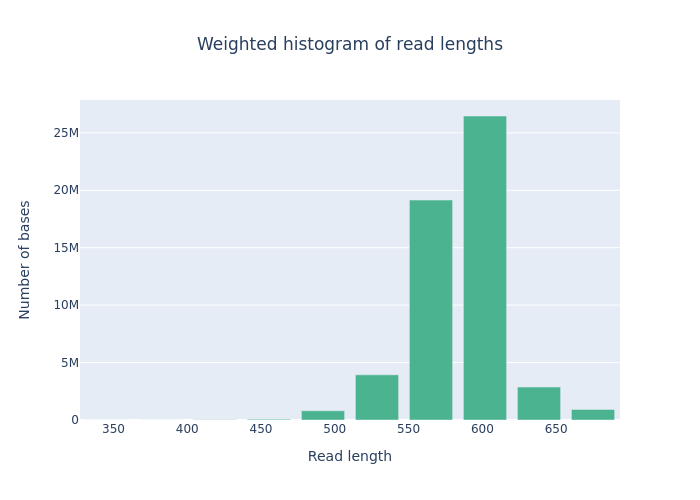 Weighted histogram of read lengths
Number of bases
25M
20M
15M
10M
5M
0
350 400 450 500 550 600 650
Read length